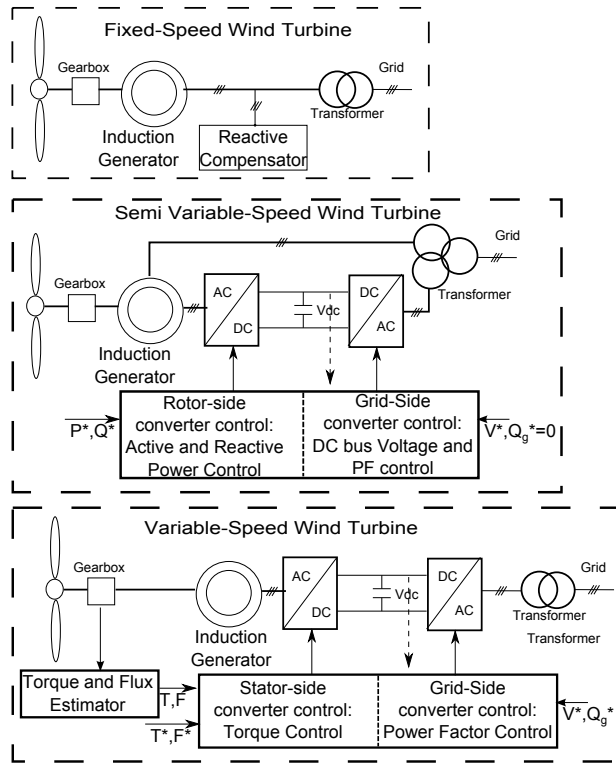 Fixed-Speed Wind Turbine
Gearbox
Grid
Transformer
Induction
Generator
Reactive
Compensator
Semi Variable-Speed Wind Turbine
Grid
Gearbox
Transformer
AC
DC
Vdc
DC
AC
Induction
Generator
Rotor-side
converter control:
Active and Reactive
Power Control
Grid-Side
converter control:
DC bus Voltage and
PF control
P*,Q*
V*,Qg*=0
Variable-Speed Wind Turbine
Gearbox
Grid
AC
DC
Vdc
DC
AC
Transformer
Transformer
Induction
Generator
Torque and Flux
Estimator
T,F
T*,F*
Stator-side
converter control:
Torque Control
Grid-Side
converter control:
Power Factor Control
V*,Qg*